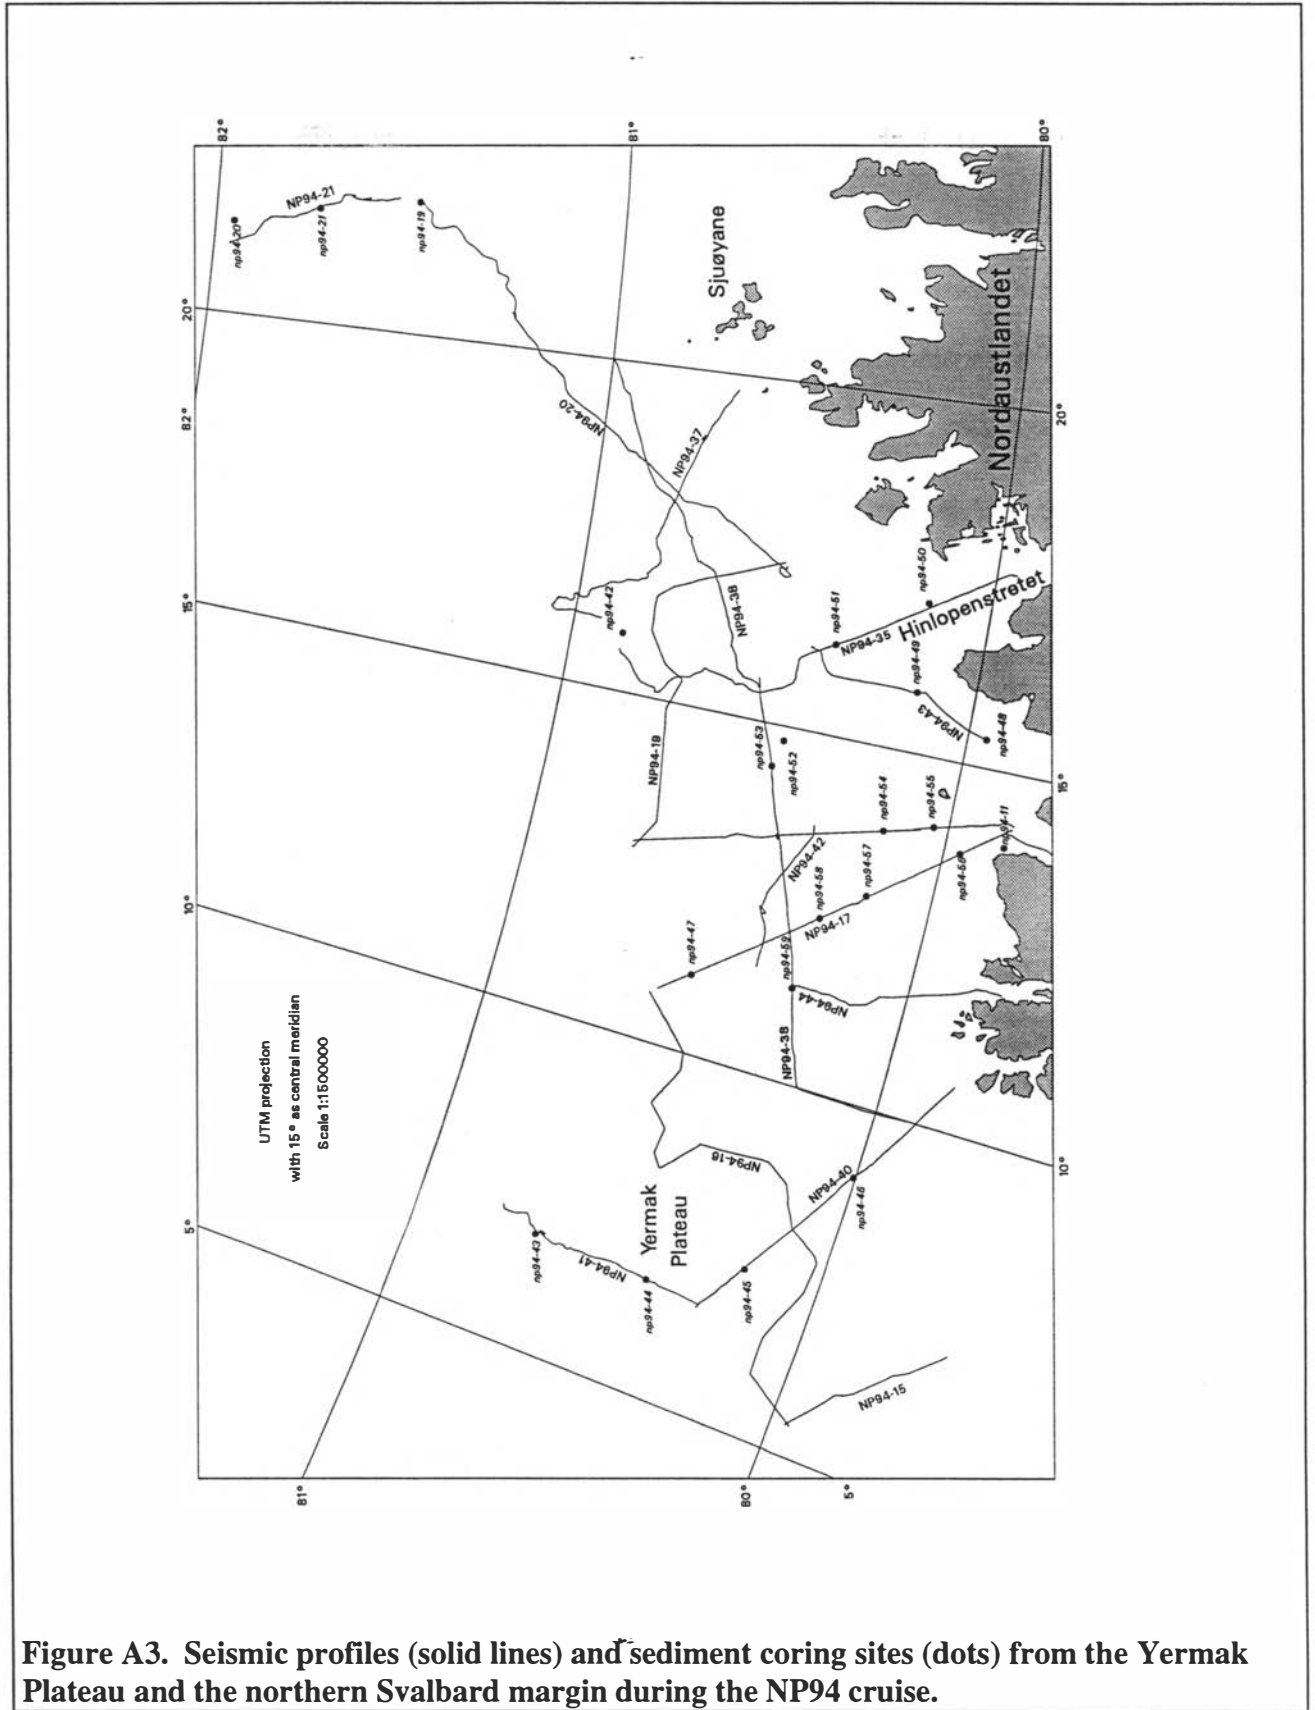 82°
81°
80°
NP94-21
np94-20
np94-21
np94-19
Sjuøyane
20°
82°
Nordaustlandet
20°
NP94-20
NP94-37
15°
np94-42
NP94-38
np94-50
np94-51
Hinlopenstretet
NP94-35
np94-49
NP94-43
np94-48
NP94-19
np94-53
np94-52
15°
np94-54
np94-55
np94-11
NP94-42
np94-57
np94-58
np94-56
10°
NP94-17
np94-47
np94-59
NP94-44
NP94-38
UTM projection
with 15° as central meridian
Scale 1:1500000
10°
NP94-16
NP94-40
np94-46
Yermak
Plateau
5°
np94-43
NP94-41
np94-44
np94-45
NP94-15
81°
80°
5°
Figure A3. Seismic profiles (solid lines) and sediment coring sites (dots) from the Yermak
Plateau and the northern Svalbard margin during the NP94 cruise.